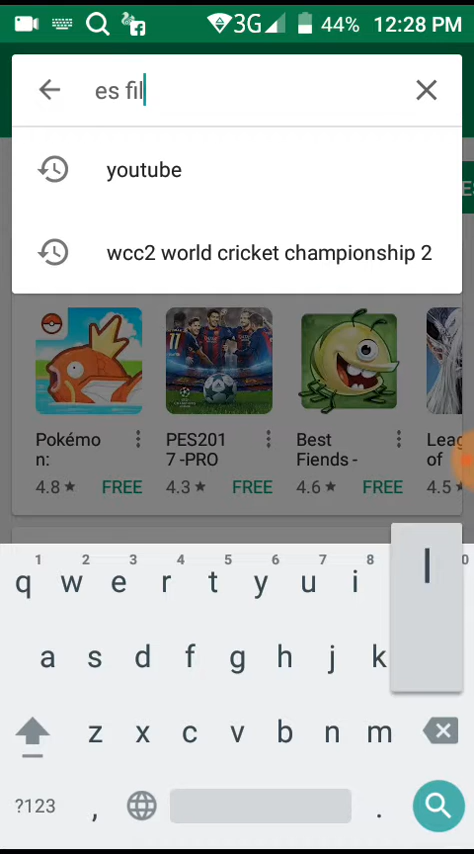 3G 44% 12:28 PM
es fil
youtube
wcc2 world cricket championship 2
Pokémo
n:
4.8 ★ FREE
PES201
7 -PRO
4.3 ★ FREE
Best
Fiends -
4.6 ★ FREE
Leag
of
4.5
1 2 3 4 5 6 7 8 0
q w e r t y u i l
a s d f g h j k
z x c v b n m
?123 , .